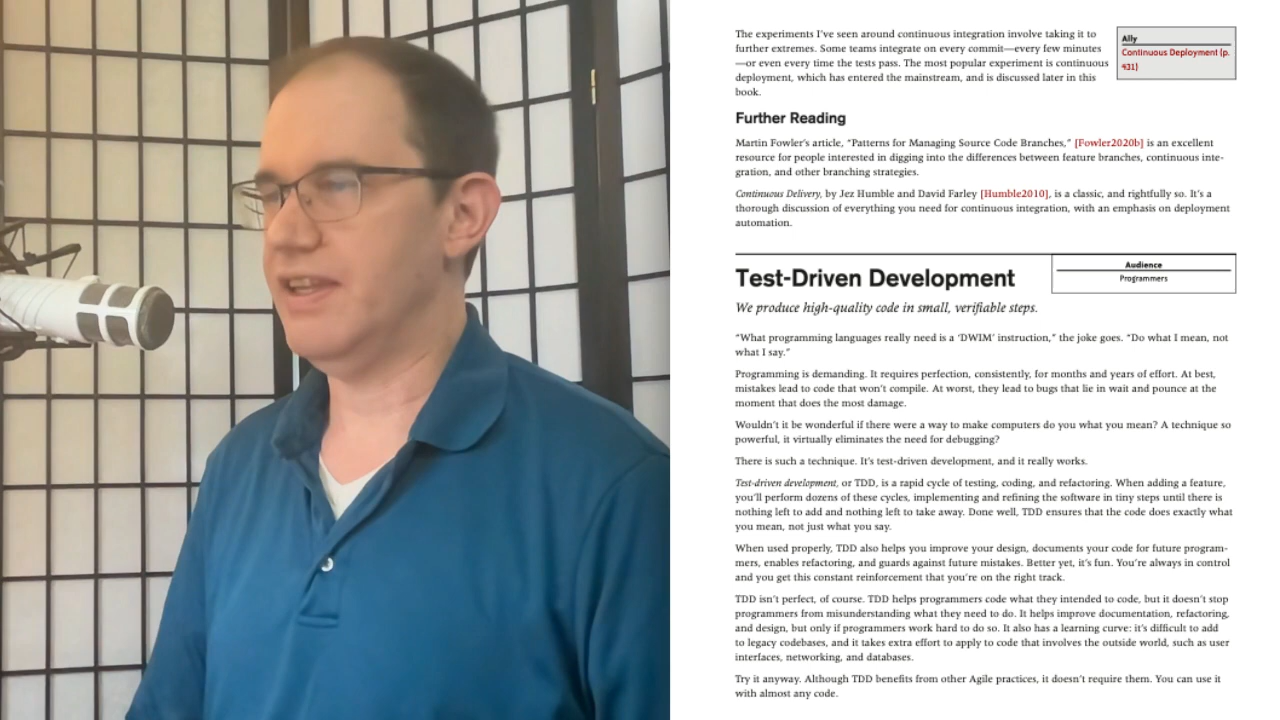 The experiments I've seen around continuous integration involve taking it to
further extremes. Some teams integrate on every commit—every few minutes
—or even every time the tests pass. The most popular experiment is continuous
deployment, which has entered the mainstream, and is discussed later in this
book.
Ally
Continuous Deployment (p.
431)
Further Reading
Martin Fowler's article, “Patterns for Managing Source Code Branches,” [Fowler2020b] is an excellent
resource for people interested in digging into the differences between feature branches, continuous inte-
gration, and other branching strategies.
Continuous Delivery, by Jez Humble and David Farley [Humble2010], is a classic, and rightfully so. It's a
thorough discussion of everything you need for continuous integration, with an emphasis on deployment
automation.
Test-Driven Development
Audience
Programmers
We produce high-quality code in small, verifiable steps.
“What programming languages really need is a ‘DWIM’ instruction,” the joke goes. “Do what I mean, not
what I say.”
Programming is demanding. It requires perfection, consistently, for months and years of effort. At best,
mistakes lead to code that won't compile. At worst, they lead to bugs that lie in wait and pounce at the
moment that does the most damage.
Wouldn't it be wonderful if there were a way to make computers do you what you mean? A technique so
powerful, it virtually eliminates the need for debugging?
There is such a technique. It's test-driven development, and it really works.
Test-driven development, or TDD, is a rapid cycle of testing, coding, and refactoring. When adding a feature,
you'll perform dozens of these cycles, implementing and refining the software in tiny steps until there is
nothing left to add and nothing left to take away. Done well, TDD ensures that the code does exactly what
you mean, not just what you say.
When used properly, TDD also helps you improve your design, documents your code for future program-
mers, enables refactoring, and guards against future mistakes. Better yet, it's fun. You're always in control
and you get this constant reinforcement that you're on the right track.
TDD isn't perfect, of course. TDD helps programmers code what they intended to code, but it doesn't stop
programmers from misunderstanding what they need to do. It helps improve documentation, refactoring,
and design, but only if programmers work hard to do so. It also has a learning curve: it's difficult to add
to legacy codebases, and it takes extra effort to apply to code that involves the outside world, such as user
interfaces, networking, and databases.
Try it anyway. Although TDD benefits from other Agile practices, it doesn't require them. You can use it
with almost any code.